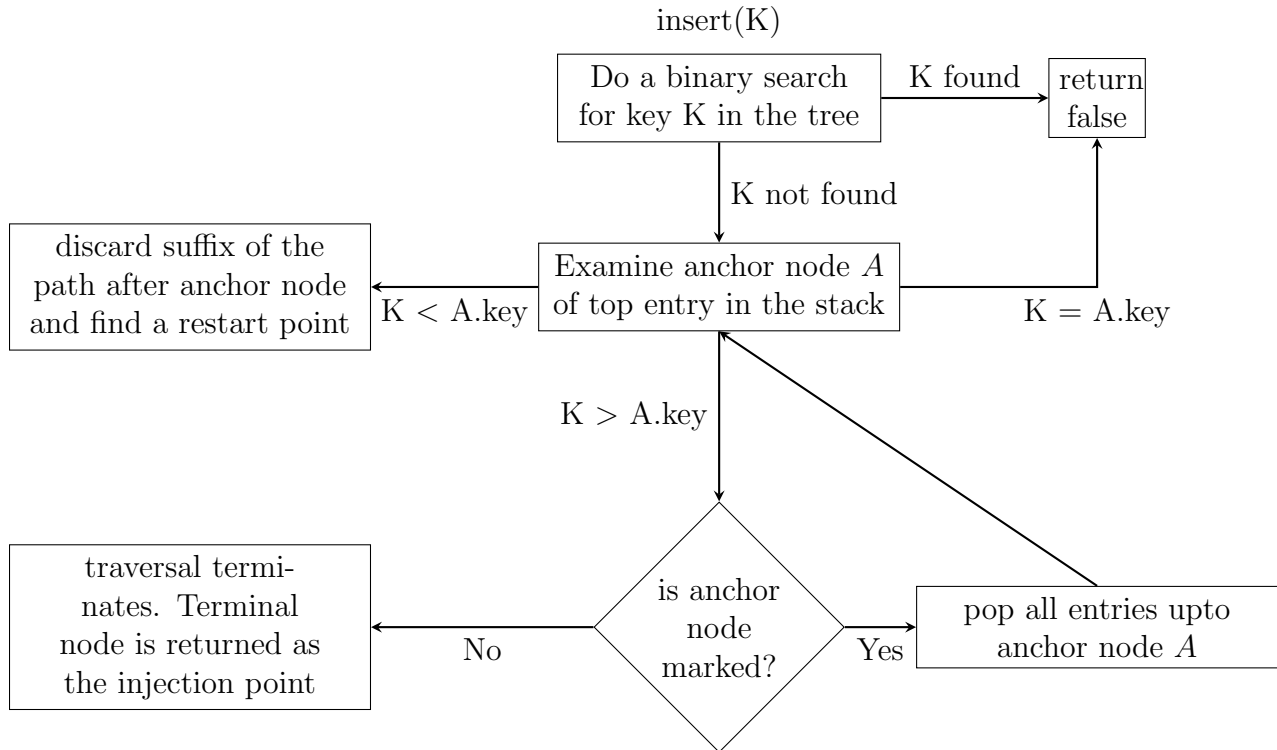 insert(K)
Do a binary search
for key K in the tree
K found
return
false
K not found
discard suffix of the
path after anchor node
and find a restart point
K < A.key
Examine anchor node A
of top entry in the stack
K = A.key
K > A.key
traversal termi-
nates. Terminal
node is returned as
the injection point
No
is anchor
node
marked?
Yes
pop all entries upto
anchor node A